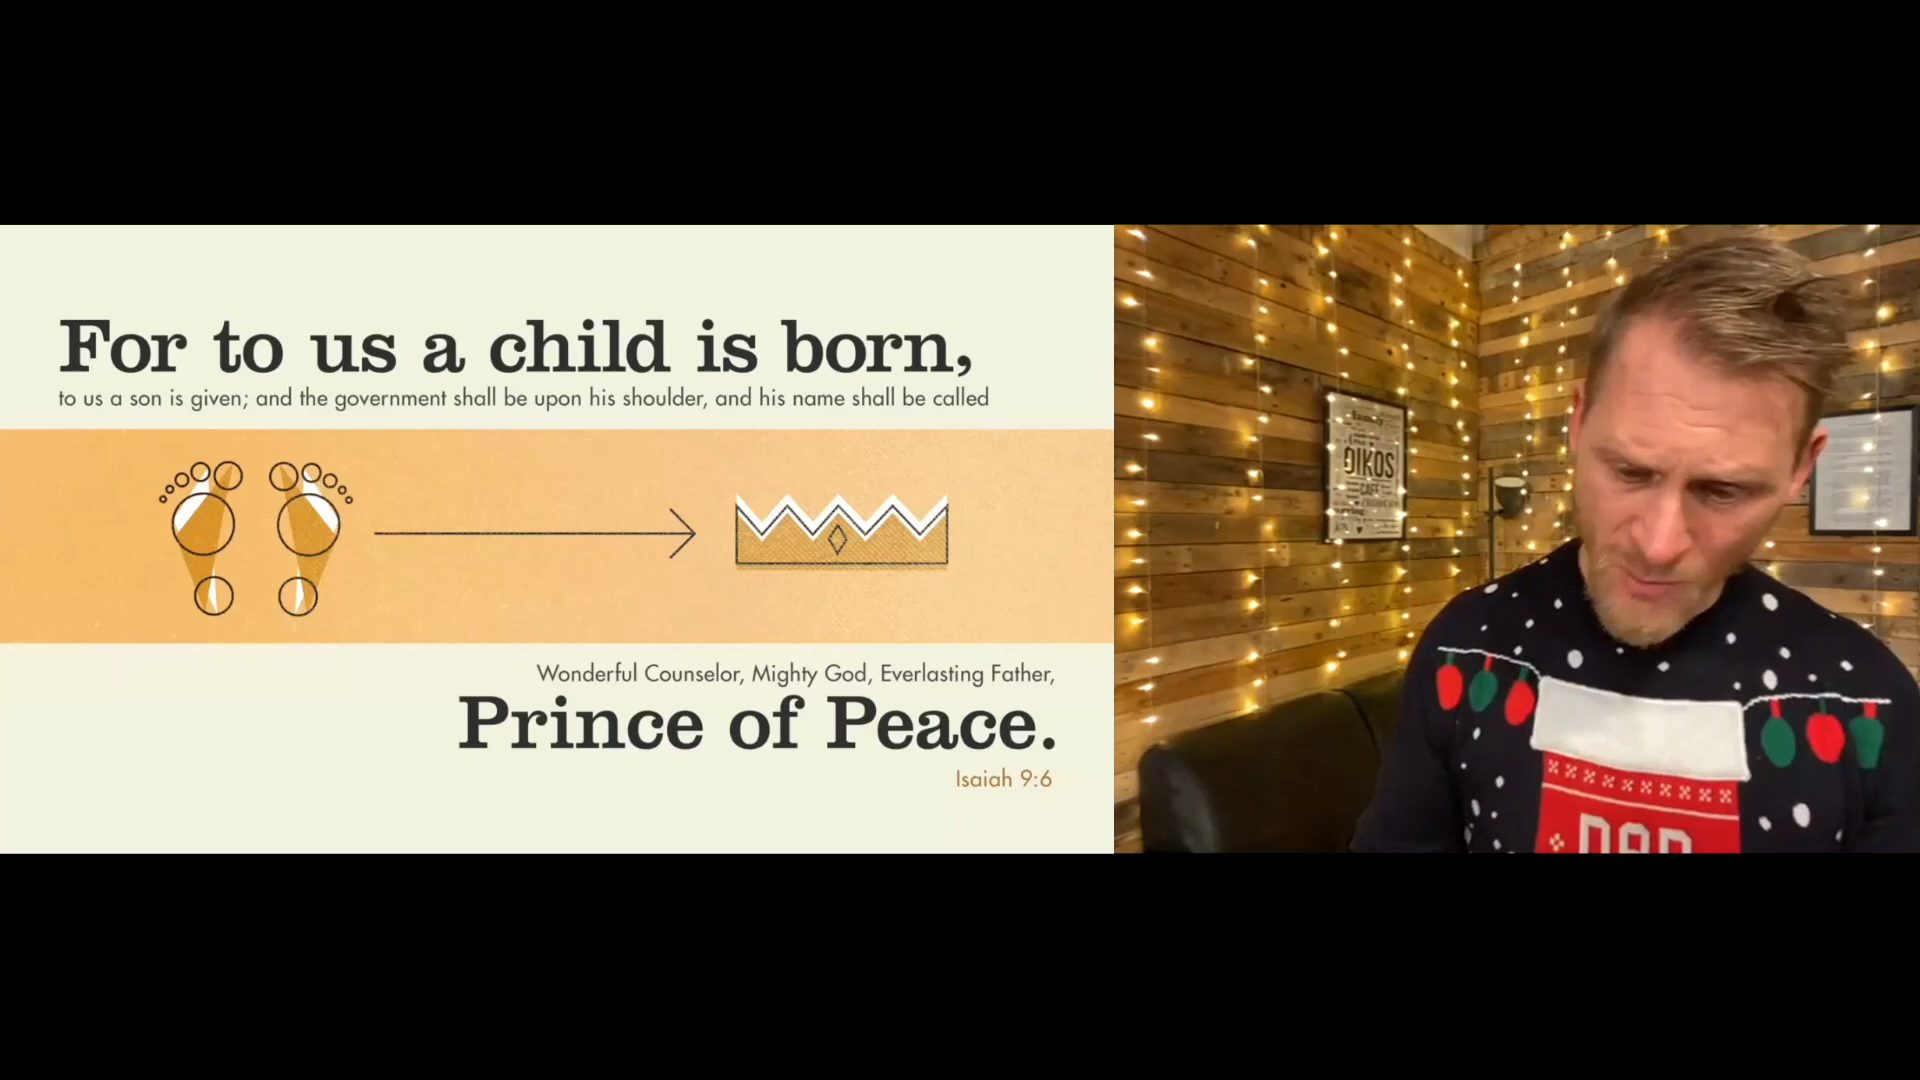 For to us a child is born,
to us a son is given; and the government shall be upon his shoulder, and his name shall be called
Wonderful Counselor, Mighty God, Everlasting Father,
Prince of Peace.
Isaiah 9:6
family
OIKOS
CAFE
DAD